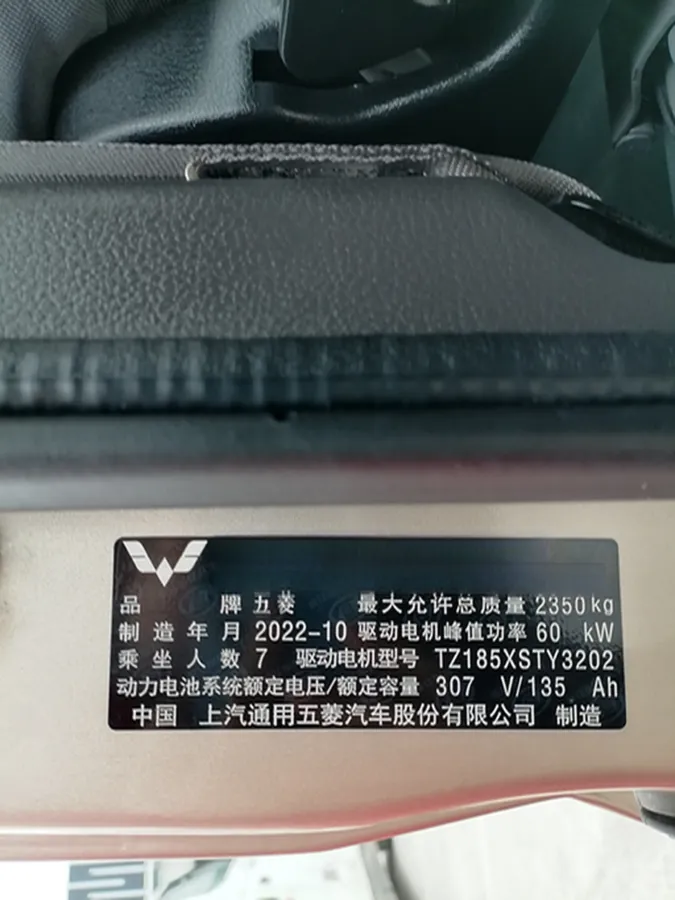 品 牌 五菱 最大允许总质量 2350kg
制造年月 2022-10 驱动电机峰值功率 60 kW
乘坐人数 7 驱动电机型号 TZ185XSTY3202
动力电池系统额定电压/额定容量 307 V/135 Ah
中国 上汽通用五菱汽车股份有限公司 制造